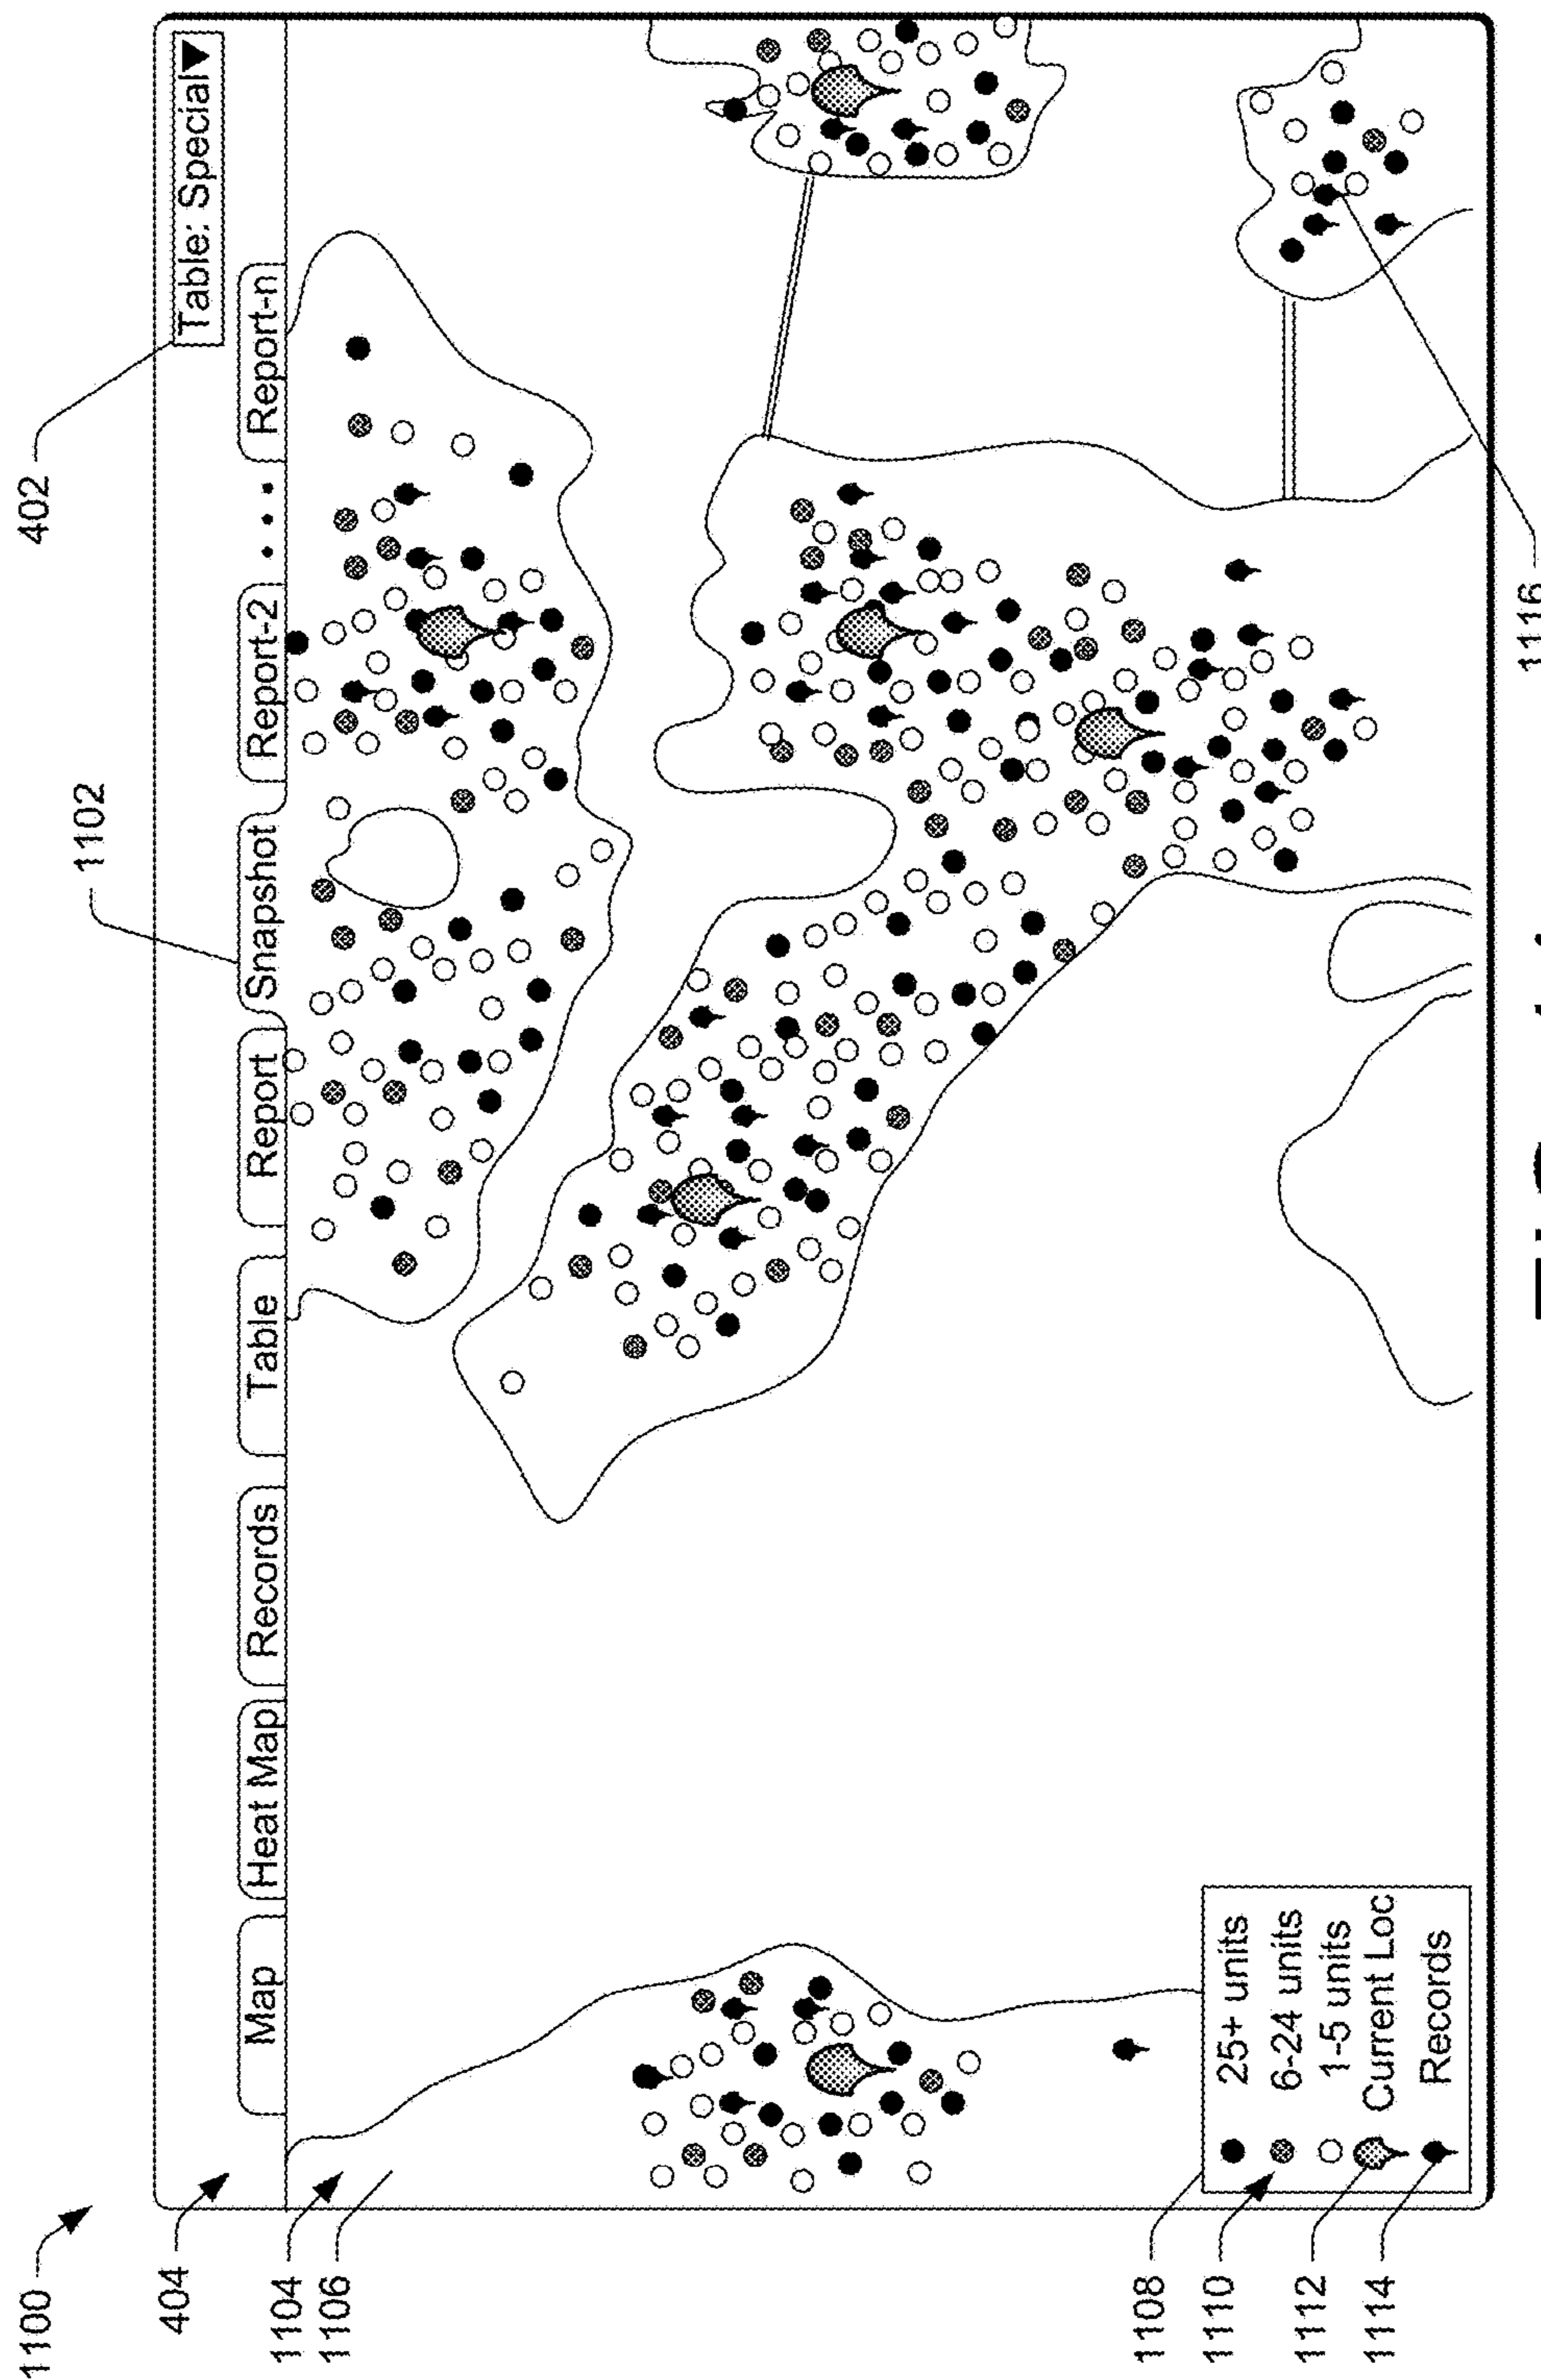 1100
404
402
1102
Table: Special▼
Map
Heat Map
Records
Table
Report
Snapshot
Report-2
• • •
Report-n
1104
1106
1108
1110
1112
1114
25+ units
6-24 units
1-5 units
Current Loc
Records
1116